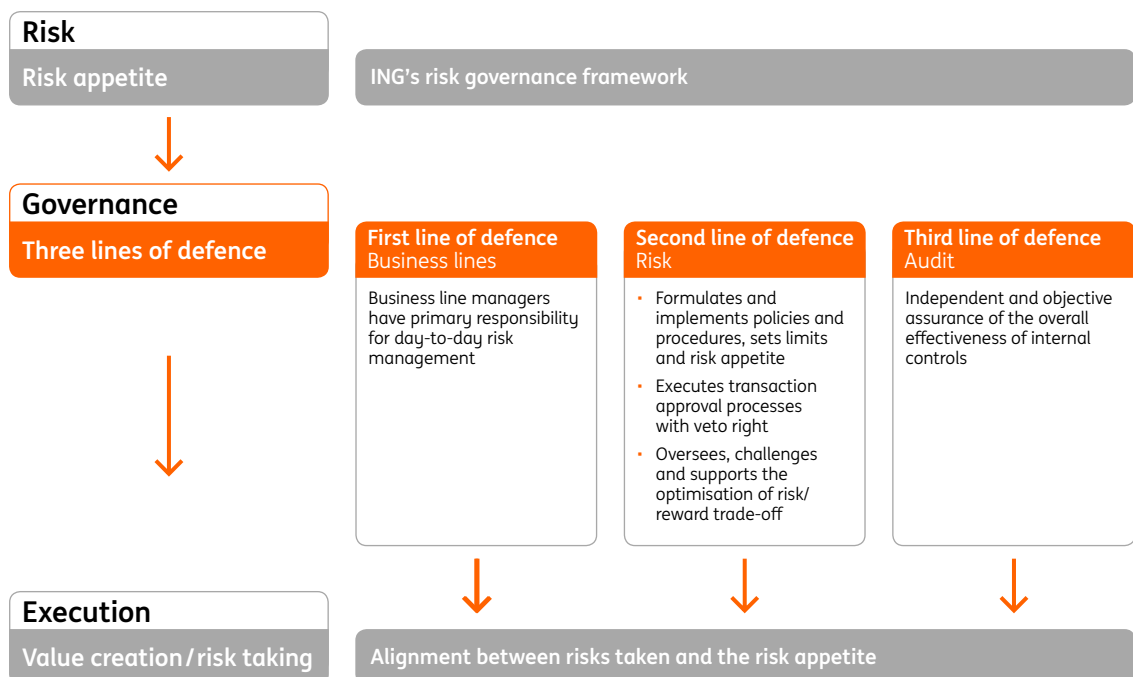 Risk
Risk appetite
ING's risk governance framework
Governance
Three lines of defence
First line of defence
Business lines
Business line managers
have primary responsibility
for day-to-day risk
management
Second line of defence
Risk
• Formulates and
implements policies and
procedures, sets limits
and risk appetite
• Executes transaction
approval processes
with veto right
• Oversees, challenges
and supports the
optimisation of risk/
reward trade-off
Third line of defence
Audit
Independent and objective
assurance of the overall
effectiveness of internal
controls
Execution
Value creation/risk taking
Alignment between risks taken and the risk appetite